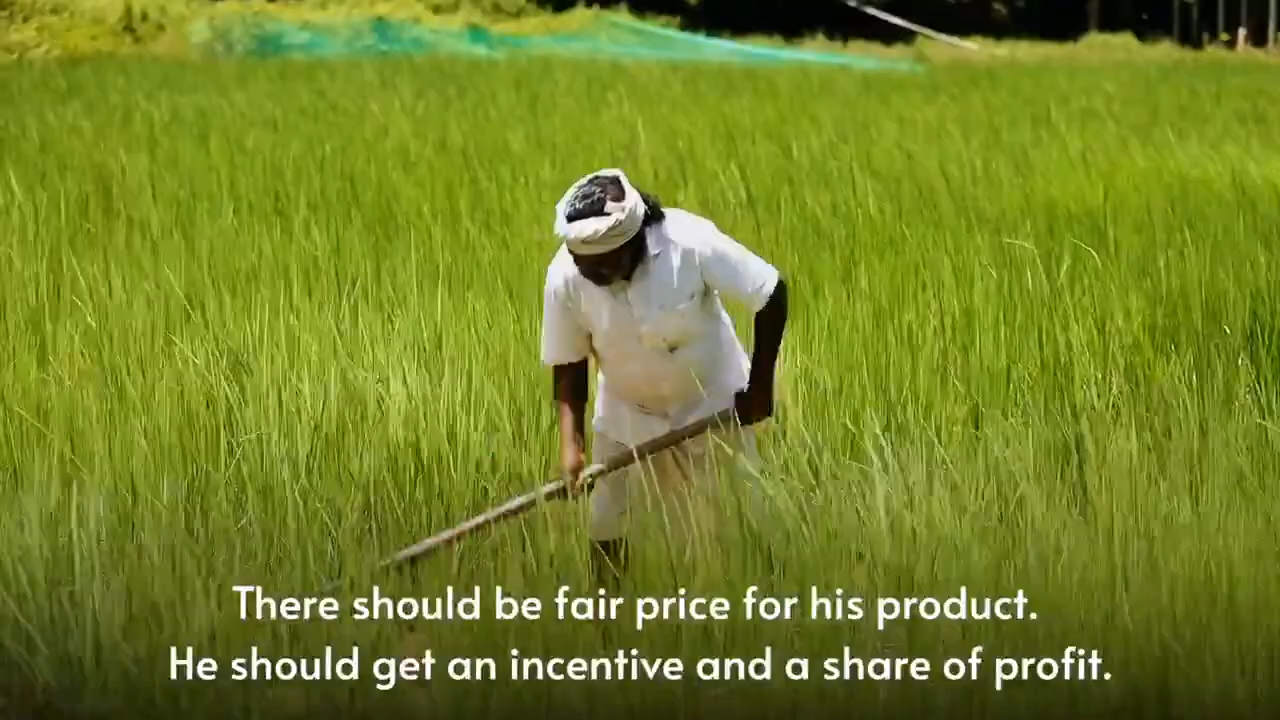 There should be fair price for his product.
He should get an incentive and a share of profit.